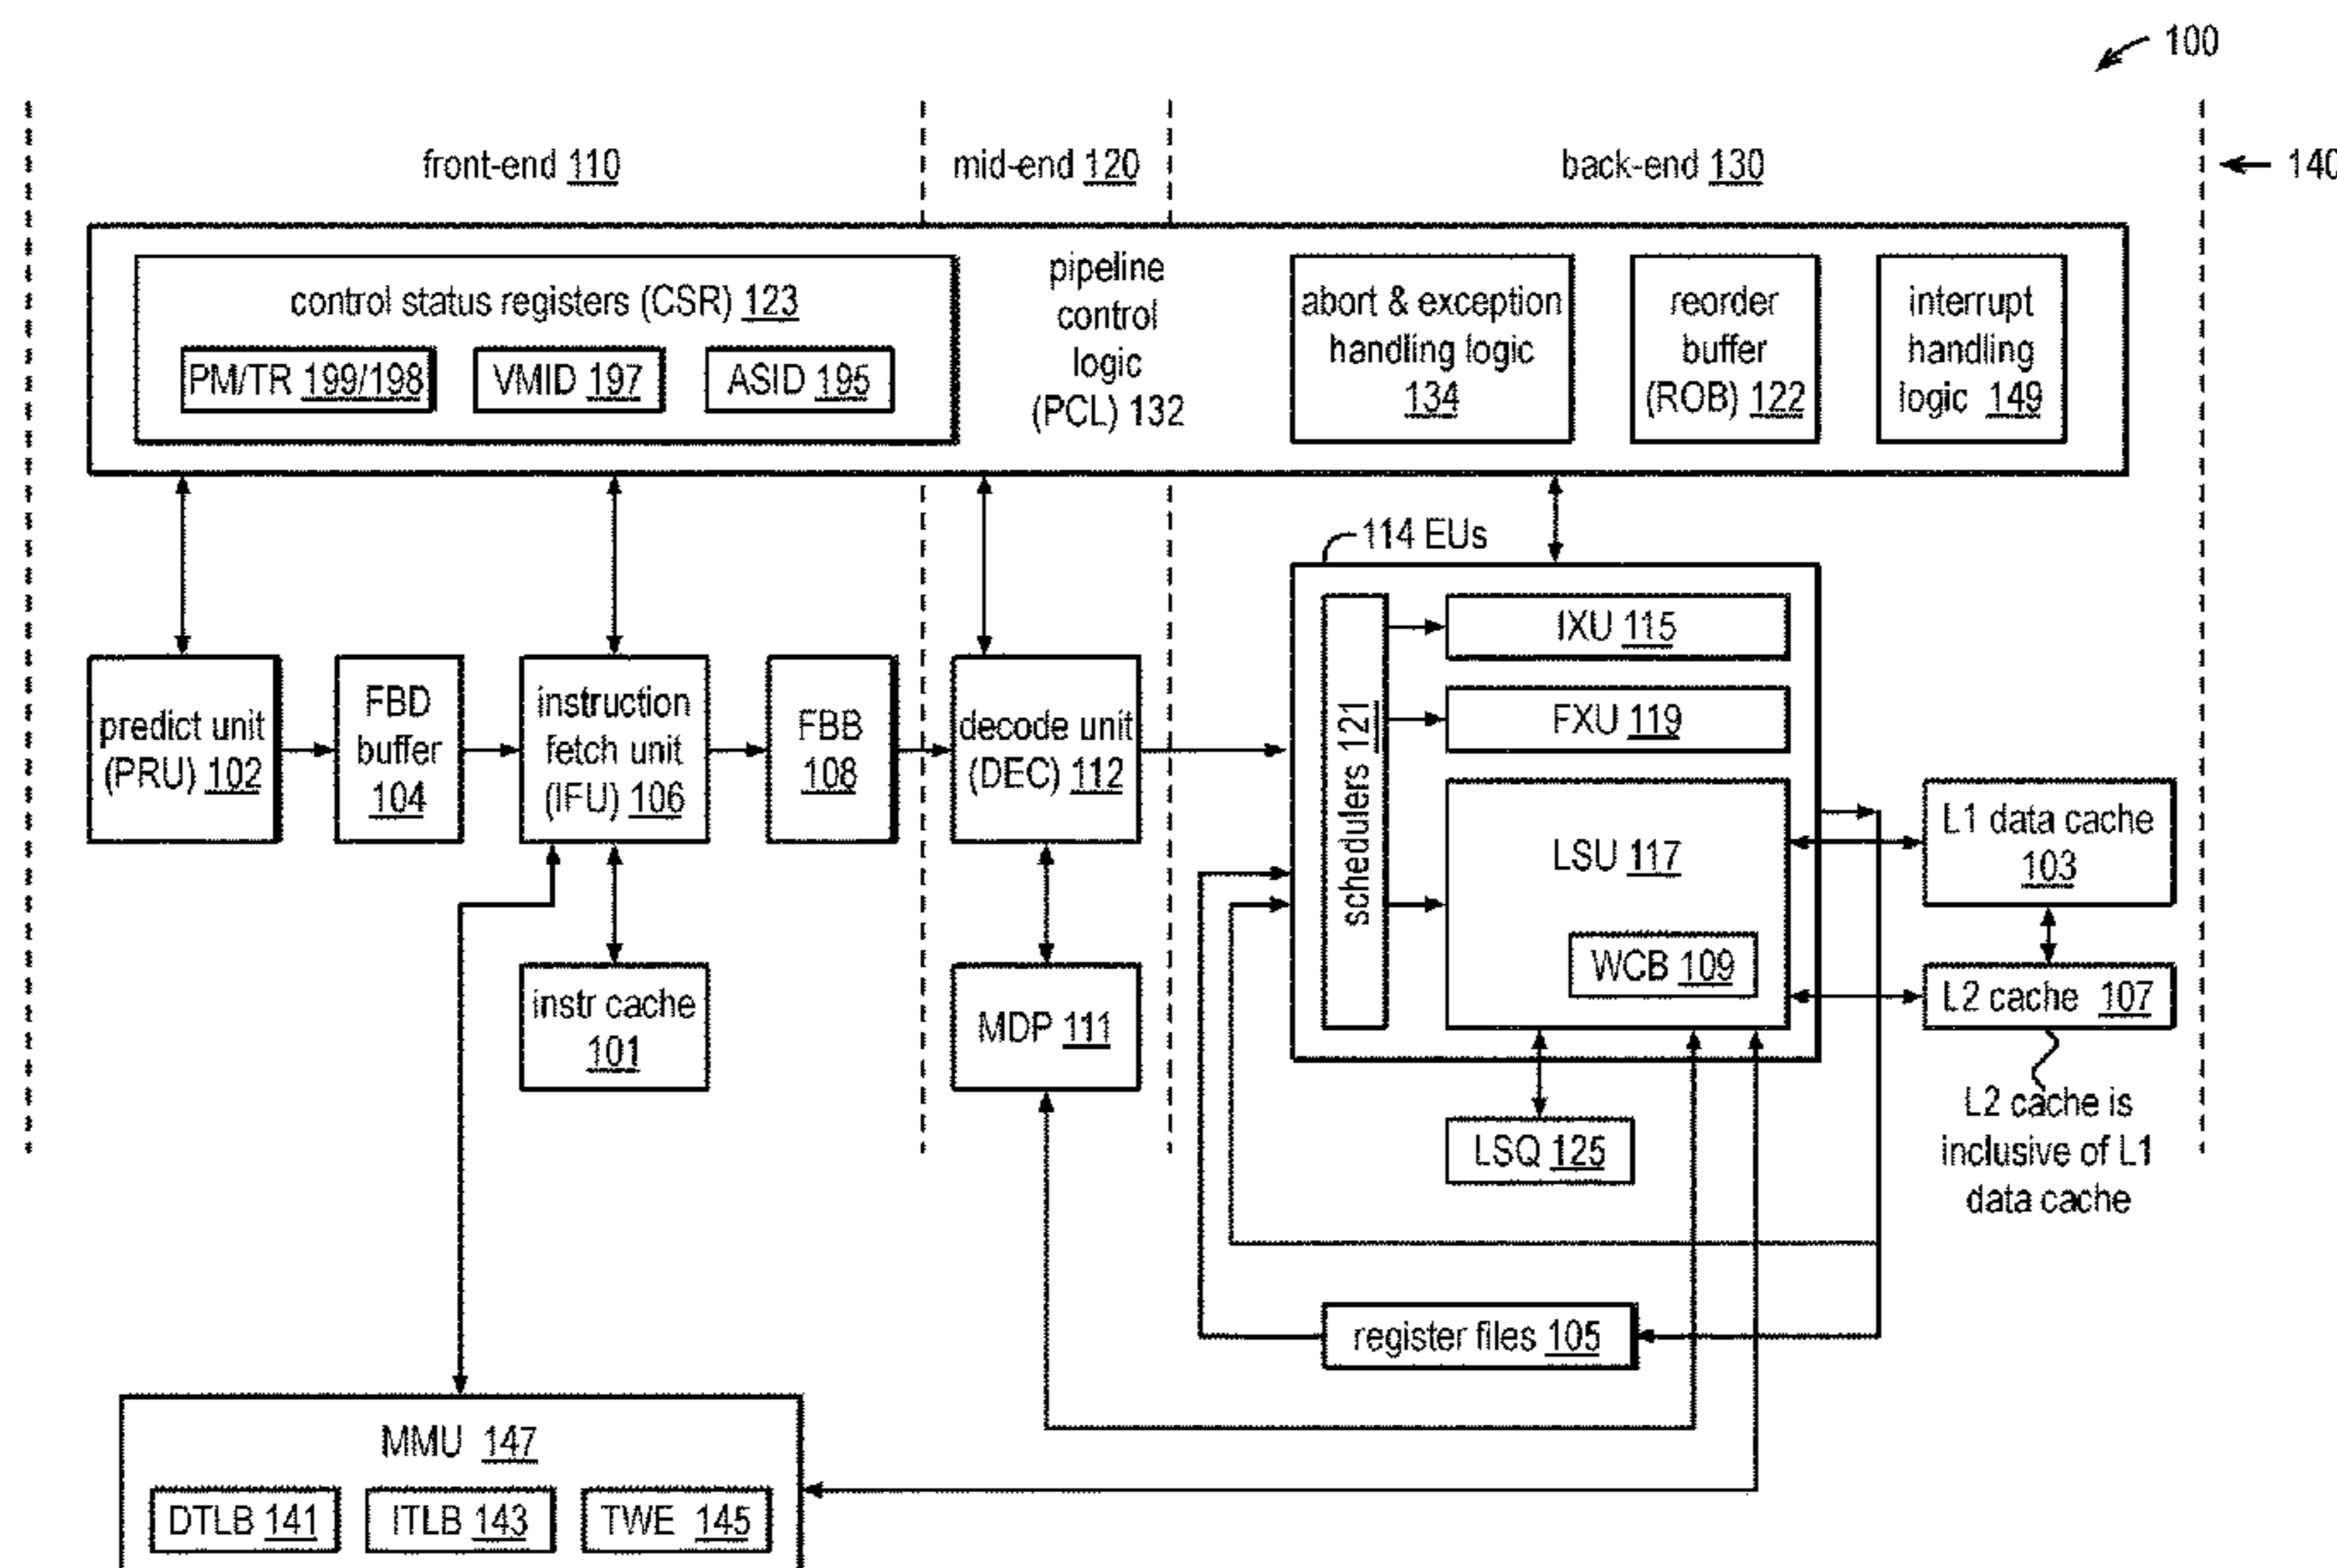 100
front-end 110
mid-end 120
back-end 130
140
control status registers (CSR) 123
PM/TR 199/198
VMID 197
ASID 195
pipeline
control
logic
(PCL) 132
abort & exception
handling logic
134
reorder
buffer
(ROB) 122
interrupt
handling
logic 149
114 EUs
predict unit
(PRU) 102
FBD
buffer
104
instruction
fetch unit
(IFU) 106
FBB
108
decode unit
(DEC) 112
schedulers 121
IXU 115
FXU 119
LSU 117
WCB 109
L1 data cache
103
L2 cache 107
L2 cache is
inclusive of L1
data cache
instr cache
101
MDP 111
LSQ 125
register files 105
MMU 147
DTLB 141
ITLB 143
TWE 145